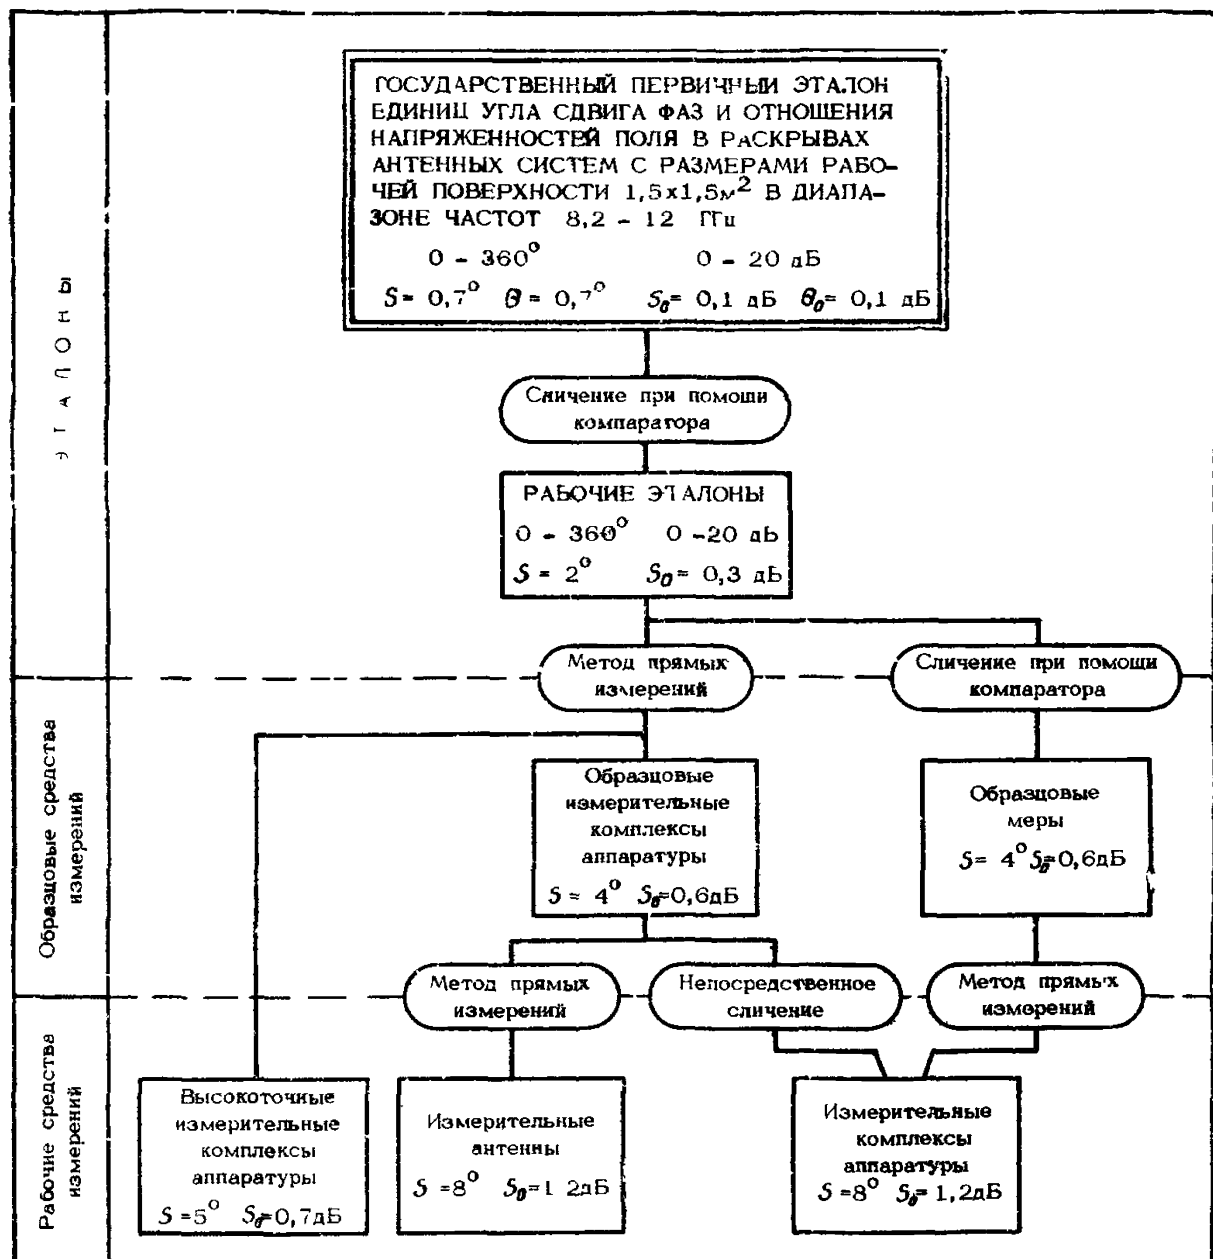 ГОСУДАРСТВЕННЫЙ ПЕРВИЧНЫЙ ЭТАЛОН
ЕДИНИЦ УГЛА СДВИГА ФАЗ И ОТНОШЕНИЯ
НАПРЯЖЕННОСТЕЙ ПОЛЯ В РАСКРЫВАХ
АНТЕННЫХ СИСТЕМ С РАЗМЕРАМИ РАБО-
ЧЕЙ ПОВЕРХНОСТИ 1,5х1,5м² В ДИАПА-
ЗОНЕ ЧАСТОТ 8,2 – 12 ГГц
0 – 360° 0 – 20 дБ
S = 0,7° Θ = 0,7° S₀ = 0,1 дБ Θ₀ = 0,1 дБ
ЭТАЛОНЫ
Сличение при помощи
компаратора
РАБОЧИЕ ЭТАЛОНЫ
0 – 360° 0 –20 дБ
S = 2° S₀ = 0,3 дБ
Метод прямых
измерений
Сличение при помощи
компаратора
Образцовые средства
измерений
Образцовые
измерительные
комплексы
аппаратуры
S = 4° S₀=0,6дБ
Образцовые
меры
S= 4° S₀=0,6дБ
Метод прямых
измерений
Непосредственное
сличение
Метод прямых
измерений
Рабочие средства
измерений
Высокоточные
измерительные
комплексы
аппаратуры
S =5° S₀=0,7дБ
Измерительные
антенны
S =8° S₀=1 2дБ
Измерительные
комплексы
аппаратуры
S =8° S₀= 1,2дБ